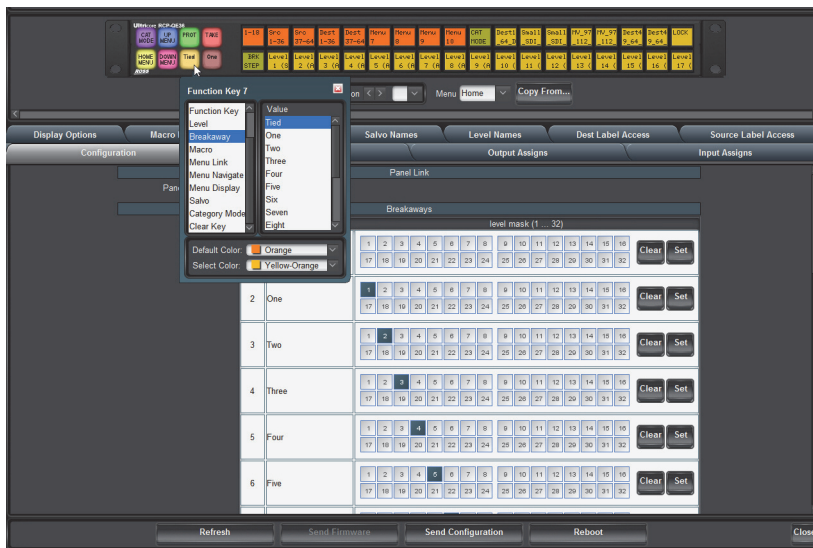 Ultricore RCP-QE36
CAT MODE
UP MENU
PROT
TAKE
HOME MENU
DOWN MENU
Tied
One
ROSS
1-18
Src 1-36
Src 37-64
Dest 1-36
Dest 37-64
Menu 7
Menu 8
Menu 9
Menu 10
CAT MODE
Dest1 _64_D
Small _SDI_
Small _SDI_
MV_97 _112_
MV_97 _112_
Dest4 9_64_
Dest4 9_64_
LOCK
BRK STEP
Level 1 (S
Level 2 (A
Level 3 (A
Level 4 (A
Level 5 (A
Level 6 (A
Level 7 (A
Level 8 (A
Level 9 (A
Level 10 (
Level 11 (
Level 12 (
Level 13 (
Level 14 (
Level 15 (
Level 16 (
Level 17 (
Function Key 7
on < >
Menu
Home
Copy From...
Function Key
Level
Breakaway
Macro
Menu Link
Menu Navigate
Menu Display
Salvo
Category Mode
Clear Key
Value
Tied
One
Two
Three
Four
Five
Six
Seven
Eight
Default Color:
Orange
Select Color:
Yellow-Orange
Display Options
Macro
Salvo Names
Level Names
Dest Label Access
Source Label Access
Configuration
Output Assigns
Input Assigns
Panel Link
Pan
Breakaways
level mask (1 ... 32)
1 2 3 4 5 6 7 8 9 10 11 12 13 14 15 16
17 18 19 20 21 22 23 24 25 26 27 28 29 30 31 32
Clear
Set
2
One
1 2 3 4 5 6 7 8 9 10 11 12 13 14 15 16
17 18 19 20 21 22 23 24 25 26 27 28 29 30 31 32
Clear
Set
3
Two
1 2 3 4 5 6 7 8 9 10 11 12 13 14 15 16
17 18 19 20 21 22 23 24 25 26 27 28 29 30 31 32
Clear
Set
4
Three
1 2 3 4 5 6 7 8 9 10 11 12 13 14 15 16
17 18 19 20 21 22 23 24 25 26 27 28 29 30 31 32
Clear
Set
5
Four
1 2 3 4 5 6 7 8 9 10 11 12 13 14 15 16
17 18 19 20 21 22 23 24 25 26 27 28 29 30 31 32
Clear
Set
6
Five
1 2 3 4 5 6 7 8 9 10 11 12 13 14 15 16
17 18 19 20 21 22 23 24 25 26 27 28 29 30 31 32
Clear
Set
Refresh
Send Firmware
Send Configuration
Reboot
Close